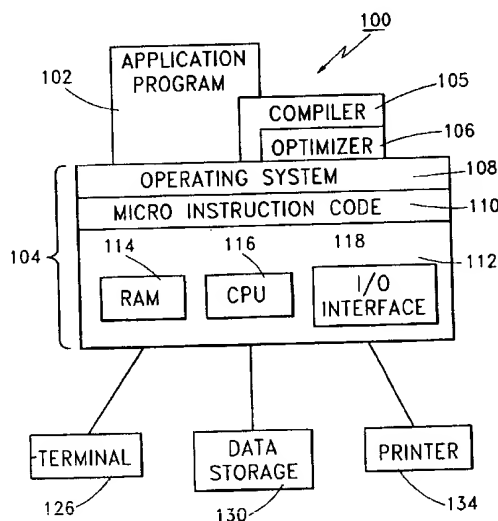 100
APPLICATION
PROGRAM
102
105
COMPILER
106
OPTIMIZER
108
OPERATING SYSTEM
110
MICRO INSTRUCTION CODE
104
114
116
118
112
RAM
CPU
I/O
INTERFACE
TERMINAL
DATA
STORAGE
PRINTER
126
130
134